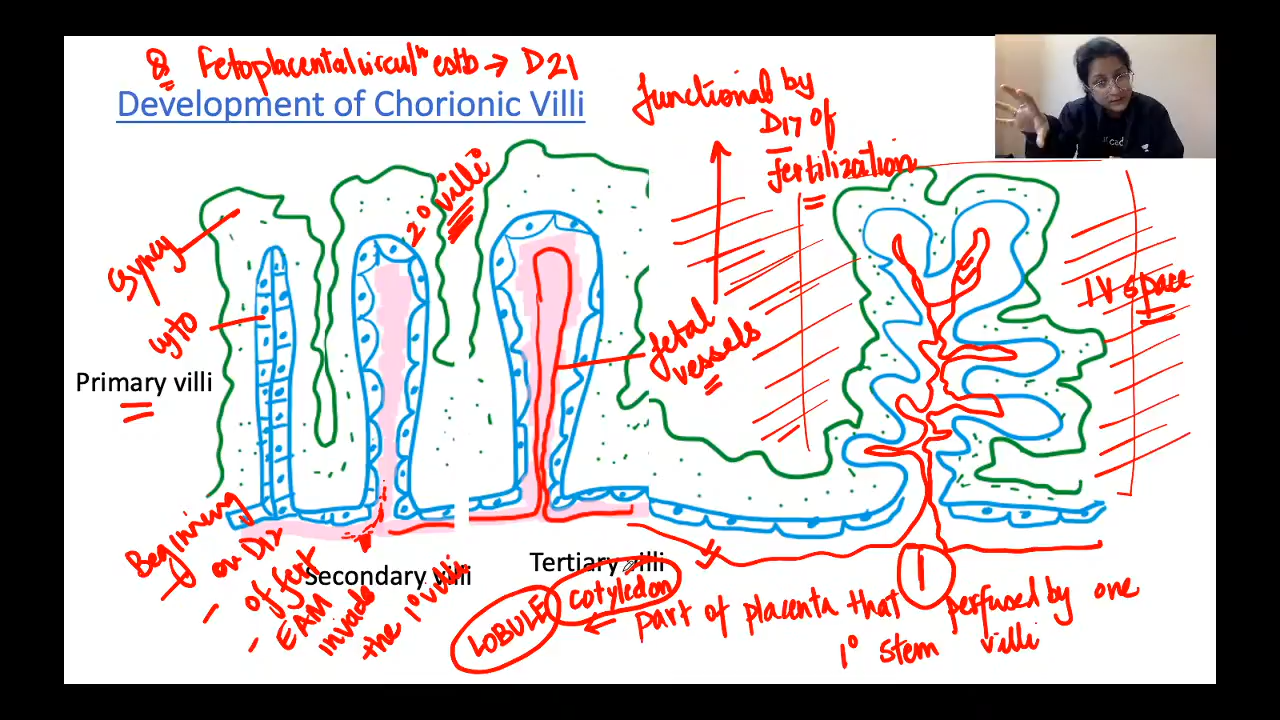 Q Fetoplacental circulⁿ estb → D21
Development of Chorionic Villi
functional by
D17 of
fertilization
2° villi
Syncy
cyto
Primary villi
fetal
vessels
IV space
Beginning
on D12
- of fert
- EAM
invade
the 1° villi
Secondary villi
Tertiary villi
1
LOBULE
cotyledon
← part of placenta that perfused by one
1° stem villi